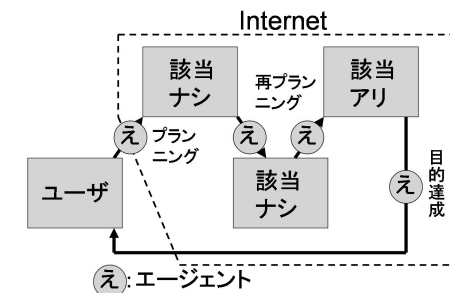 Internet
該当
ナシ
再プラン
ニング
該当
アリ
え
プラン
ニング
え
え
ユーザ
該当
ナシ
え
目的達成
え:エージェント